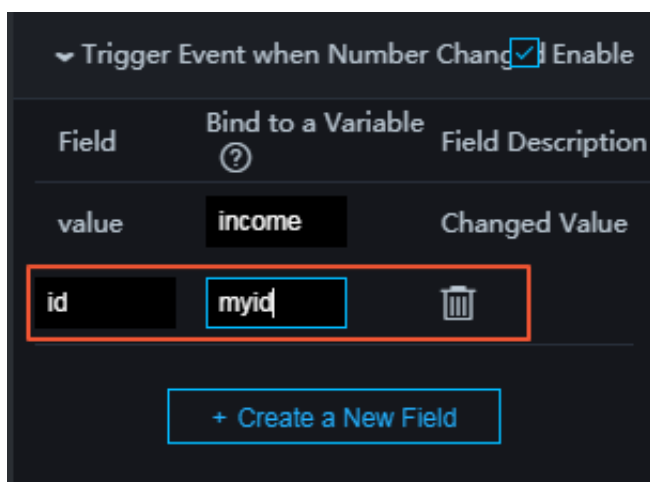 Trigger Event when Number Changed Enable
Field Bind to a Variable Field Description
value income Changed Value
id myid
+ Create a New Field